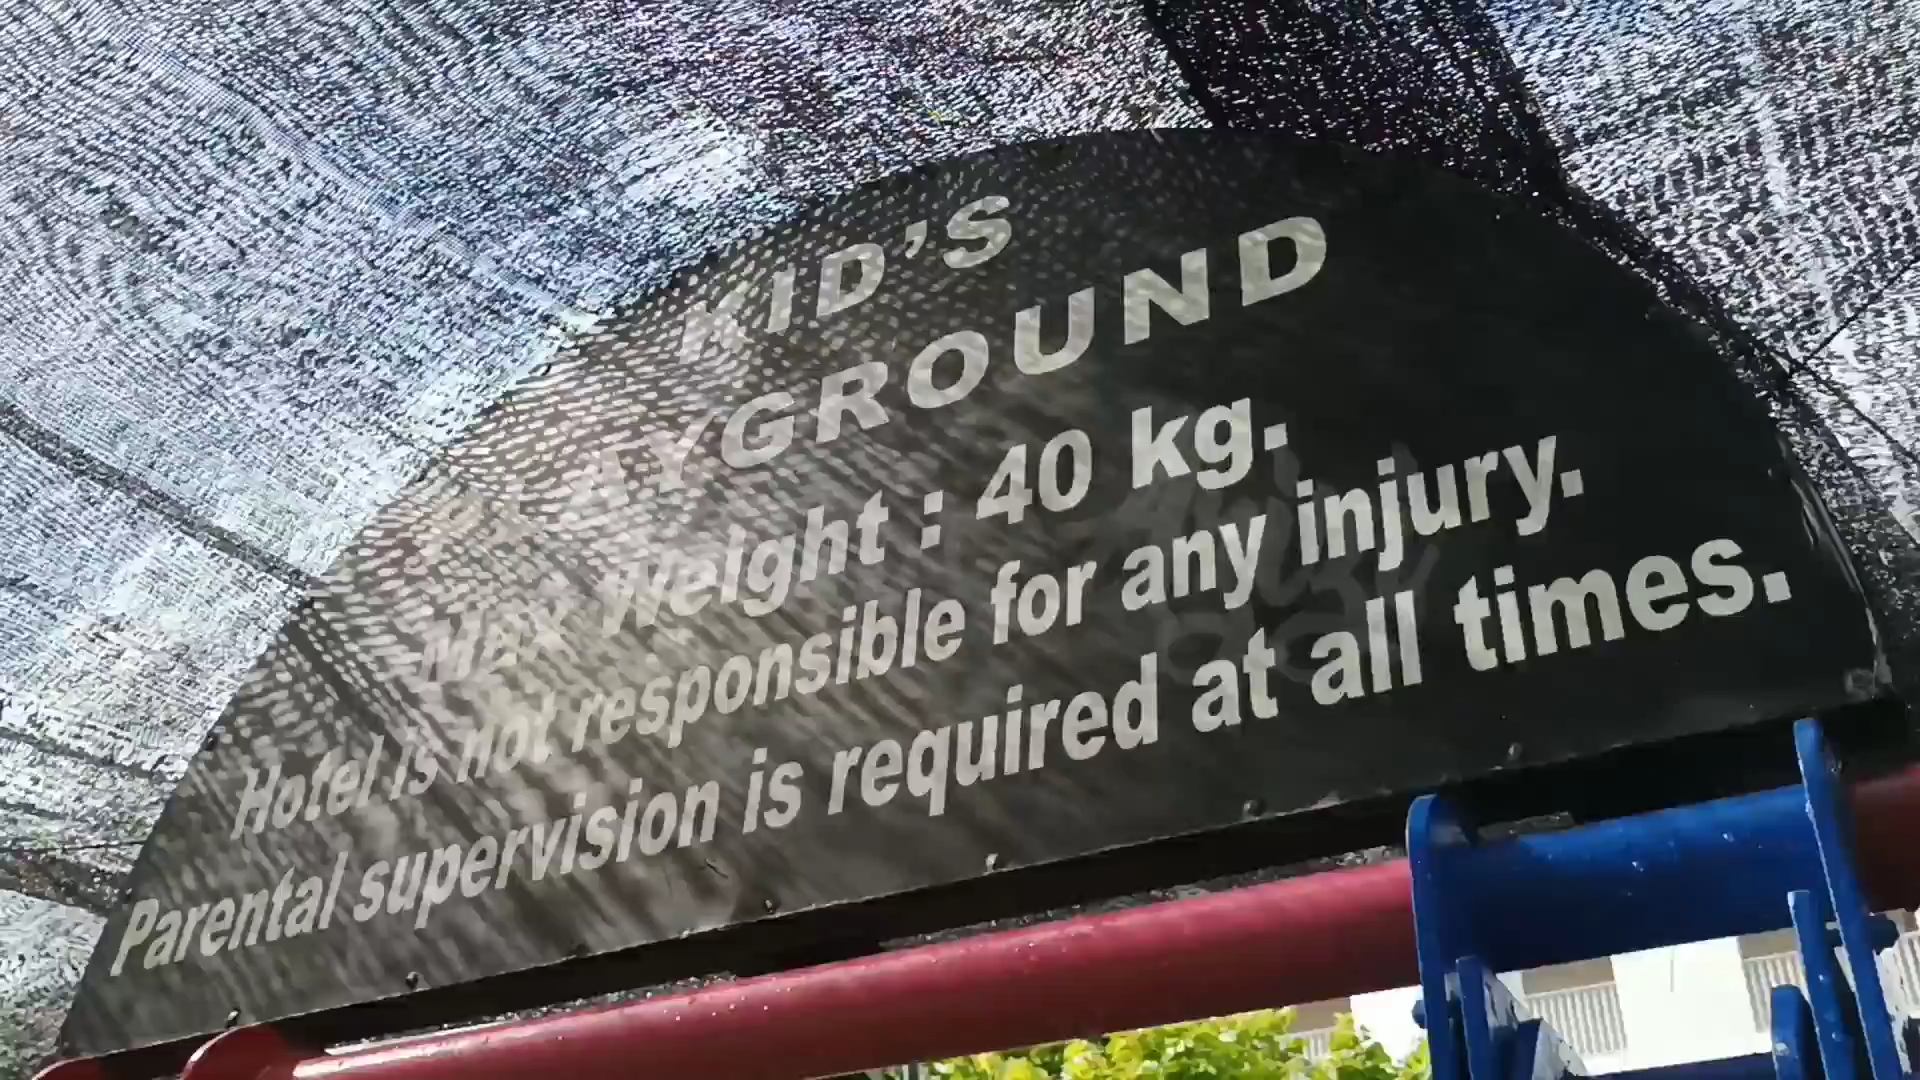 KID'S
PLAYGROUND
Max Weight : 40 kg.
Hotel is not responsible for any injury.
Parental supervision is required at all times.